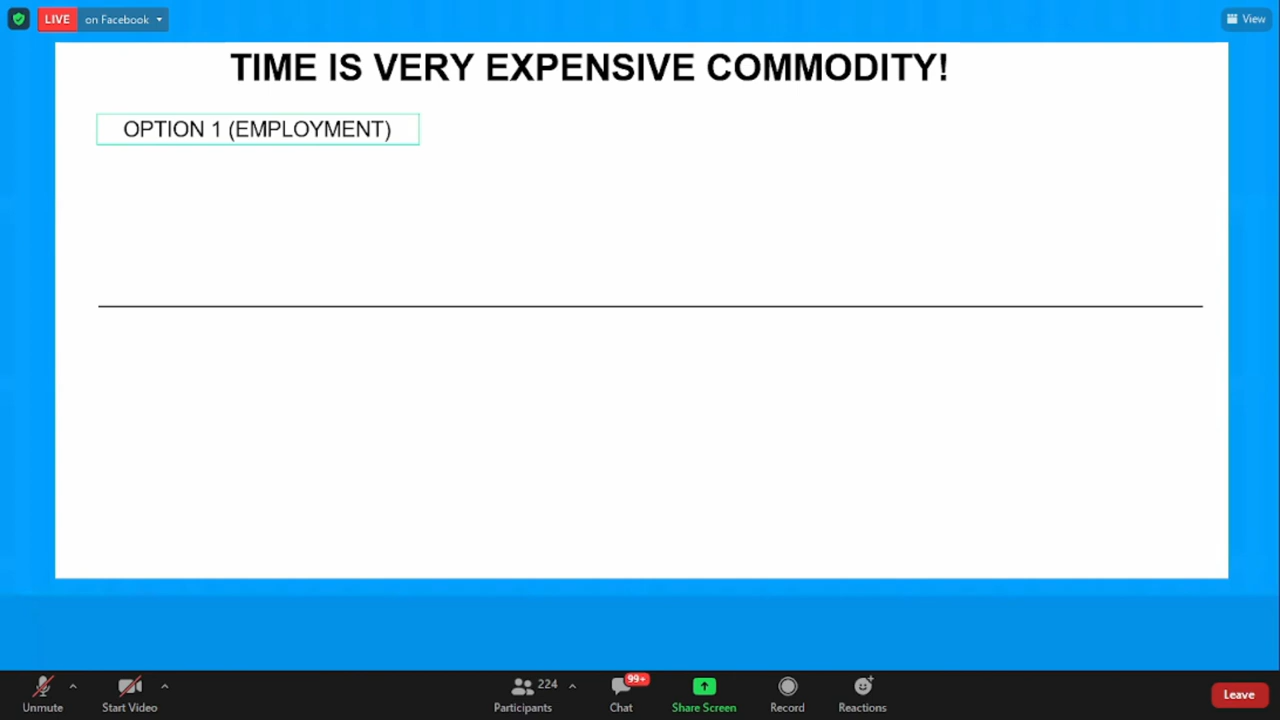 LIVE on Facebook
View
TIME IS VERY EXPENSIVE COMMODITY!
OPTION 1 (EMPLOYMENT)
224
99+
Unmute
Start Video
Participants
Chat
Share Screen
Record
Reactions
Leave